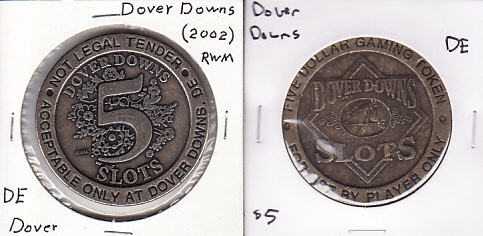 Dover Downs
(2002)
RWM
NOT LEGAL TENDER • DE
DOVER DOWNS
5
SLOTS
• ACCEPTABLE ONLY AT DOVER DOWNS,
DE
Dover
Dover
Downs
DE
• FIVE DOLLAR GAMING TOKEN •
DOVER DOWNS
SLOTS
BY PLAYER ONLY
$5